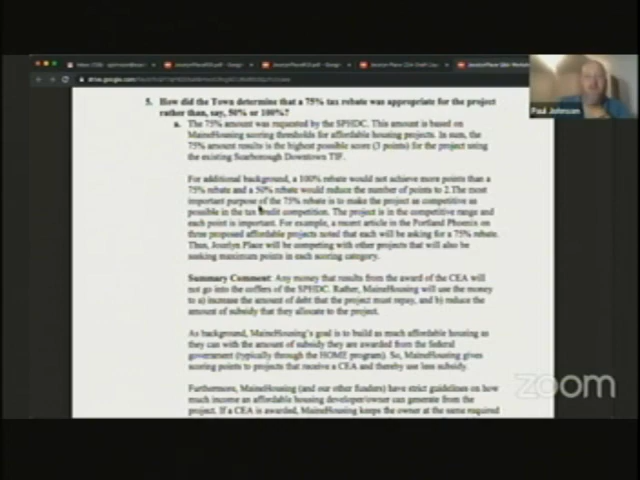 Paul Johnson
5. How did the Town determine that a 75% tax rebate was appropriate for the project
rather than, say, 50% or 100%?
a. The 75% amount was requested by the SPHDC. This amount is based on
MaineHousing scoring thresholds for affordable housing projects. In sum, the
75% amount results is the highest possible score (3 points) for the project using
the existing Scarborough Downtown TIF.
For additional background, a 100% rebate would not achieve more points than a
75% rebate and a 50% rebate would reduce the number of points to 2.The most
important purpose of the 75% rebate is to make the project as competitive as
possible in the tax credit competition. The project is in the competitive range and
each point is important. For example, a recent article in the Portland Phoenix on
three proposed affordable projects noted that each will be asking for a 75% rebate.
Thus, Jocelyn Place will be competing with other projects that will also be
seeking maximum points in each scoring category.
Summary Comment: Any money that results from the award of the CEA will
not go into the coffers of the SPHDC. Rather, MaineHousing will use the money
to a) increase the amount of debt that the project must repay, and b) reduce the
amount of subsidy that they allocate to the project.
As background, MaineHousing's goal is to build as much affordable housing as
they can with the amount of subsidy they are awarded from the federal
government (typically through the HOME program). So, MaineHousing gives
scoring points to projects that receive a CEA and thereby use less subsidy.
Furthermore, MaineHousing (and our other funders) have strict guidelines on how
much income an affordable housing developer/owner can generate from the
project. If a CEA is awarded, MaineHousing keeps the owner at the same required
zoom